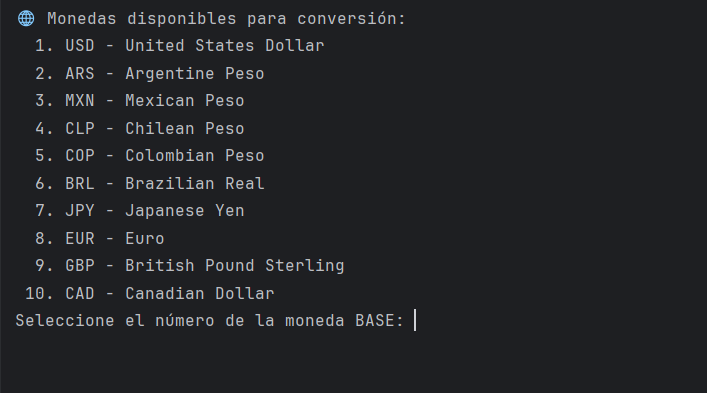 🌐 Monedas disponibles para conversión:
1. USD - United States Dollar
2. ARS - Argentine Peso
3. MXN - Mexican Peso
4. CLP - Chilean Peso
5. COP - Colombian Peso
6. BRL - Brazilian Real
7. JPY - Japanese Yen
8. EUR - Euro
9. GBP - British Pound Sterling
10. CAD - Canadian Dollar
Seleccione el número de la moneda BASE: